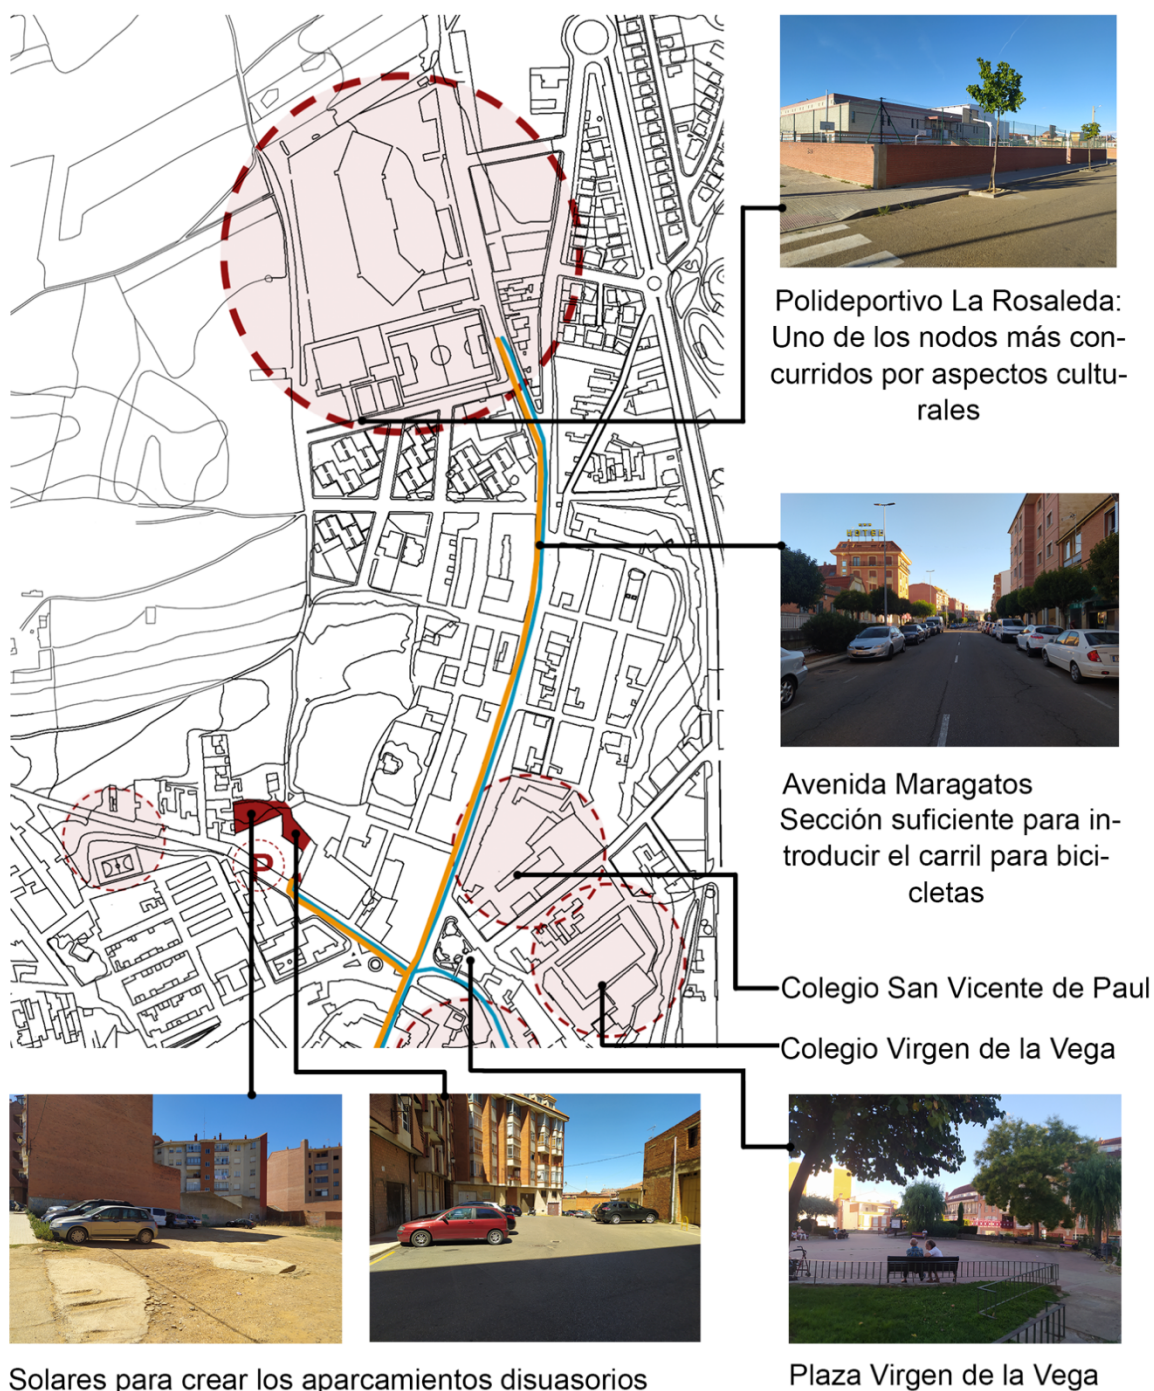 Polideportivo La Rosaleda:
Uno de los nodos más con-
curridos por aspectos cultu-
rales
Avenida Maragatos
Sección suficiente para in-
troducir el carril para bici-
cletas
P
Colegio San Vicente de Paul
Colegio Virgen de la Vega
Solares para crear los aparcamientos disuasorios
Plaza Virgen de la Vega